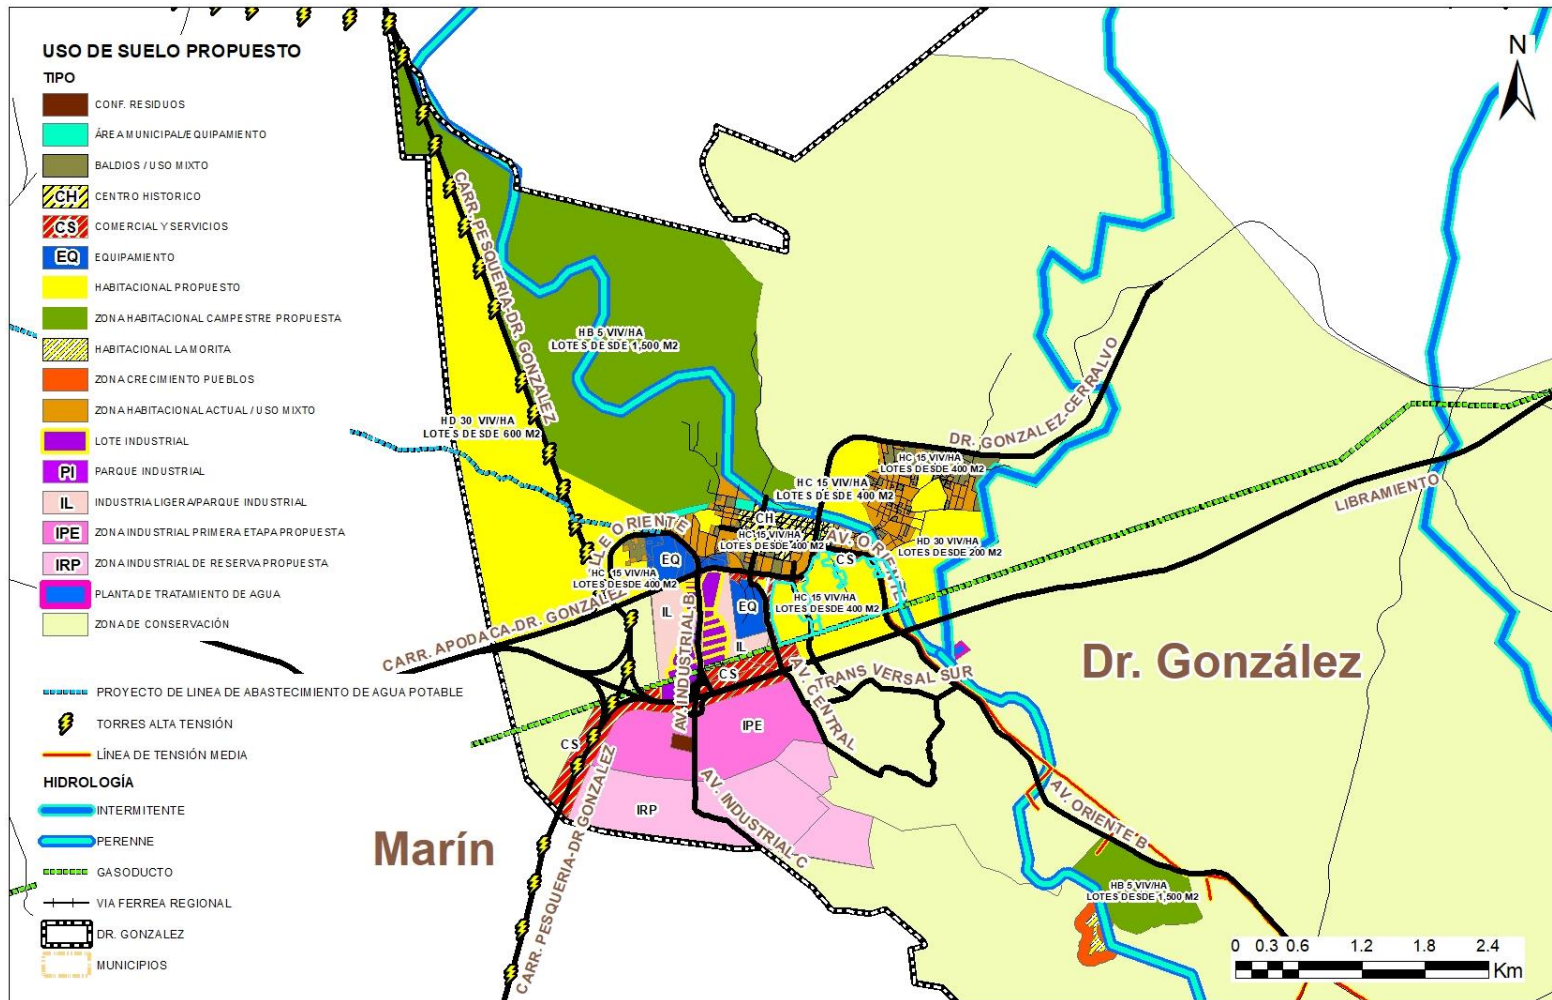 USO DE SUELO PROPUESTO
TIPO
CONF. RESIDUOS
ÁREA MUNICIPAL/EQUIPAMIENTO
BALDIOS / USO MIXTO
CH CENTRO HISTORICO
CS COMERCIAL Y SERVICIOS
EQ EQUIPAMIENTO
HABITACIONAL PROPUESTO
ZONA HABITACIONAL CAMPESTRE PROPUESTA
HABITACIONAL LA MORITA
ZONA CRECIMIENTO PUEBLOS
ZONA HABITACIONAL ACTUAL / USO MIXTO
LOTE INDUSTRIAL
PI PARQUE INDUSTRIAL
IL INDUSTRIA LIGERA/PARQUE INDUSTRIAL
IPE ZONA INDUSTRIAL PRIMERA ETAPA PROPUESTA
IRP ZONA INDUSTRIAL DE RESERVA PROPUESTA
PLANTA DE TRATAMIENTO DE AGUA
ZONA DE CONSERVACIÓN
PROYECTO DE LINEA DE ABASTECIMIENTO DE AGUA POTABLE
TORRES ALTA TENSIÓN
LÍNEA DE TENSIÓN MEDIA
HIDROLOGÍA
INTERMITENTE
PERENNE
GASODUCTO
VIA FERREA REGIONAL
DR. GONZALEZ
MUNICIPIOS
N
CARR. PESQUERIA-DR. GONZALEZ
HB 5 VIV/HA
LOTES DESDE 1,500 M2
HD 30 VIV/HA
LOTES DESDE 600 M2
DR. GONZALEZ-CERRALVO
HC 15 VIV/HA
LOTES DESDE 400 M2
HC 15 VIV/HA
LOTES DESDE 400 M2
LIBRAMIENTO
CH
LLE ORIENTE
HC 15 VIV/HA
LOTES DESDE 400 M2
AV. ORIENTE
HD 30 VIV/HA
LOTES DESDE 200 M2
EQ
CS
HC 15 VIV/HA
LOTES DESDE 400 M2
HC 15 VIV/HA
LOTES DESDE 400 M2
IL
EQ
IL
CARR. APODACA-DR. GONZALEZ
AV. INDUSTRIAL B
CS
AV. CENTRAL
TRANSVERSAL SUR
Dr. González
IPE
CS
IRP
AV. INDUSTRIAL C
AV. ORIENTE B
Marín
CARR. PESQUERIA-DR GONZALEZ
HB 5 VIV/HA
LOTES DESDE 1,500 M2
0 0.3 0.6 1.2 1.8 2.4
Km